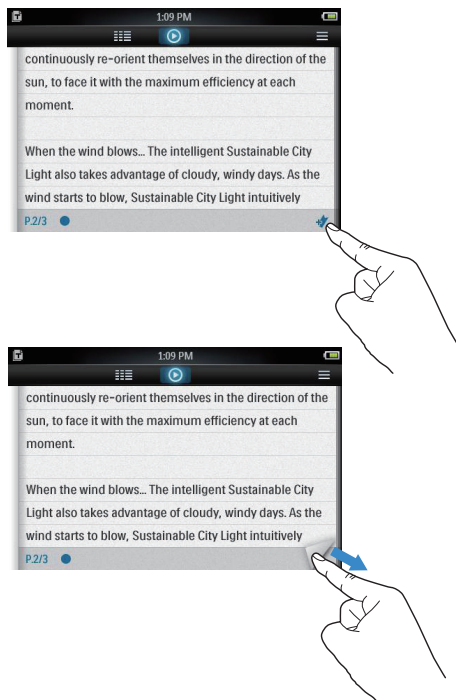 1:09 PM
continuously re-orient themselves in the direction of the
sun, to face it with the maximum efficiency at each
moment.
When the wind blows... The intelligent Sustainable City
Light also takes advantage of cloudy, windy days. As the
wind starts to blow, Sustainable City Light intuitively
P.2/3
1:09 PM
continuously re-orient themselves in the direction of the
sun, to face it with the maximum efficiency at each
moment.
When the wind blows... The intelligent Sustainable City
Light also takes advantage of cloudy, windy days. As the
wind starts to blow, Sustainable City Light intuitively
P.2/3